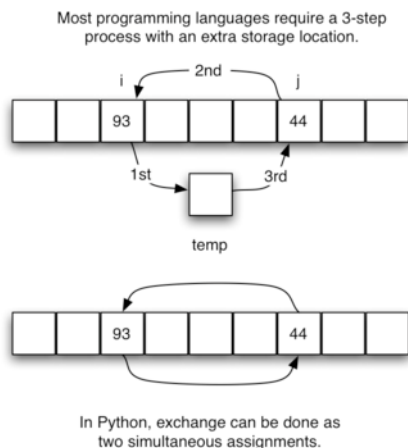 Most programming languages require a 3-step
process with an extra storage location.
i 2nd j
93 44
1st 3rd
temp
93 44
In Python, exchange can be done as
two simultaneous assignments.